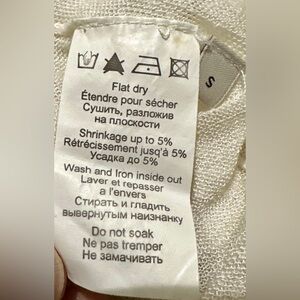 S
Flat dry
Étendre pour sécher
Сушить, разложив
на плоскости
Shrinkage up to 5%
Rétrécissement jusqu'à 5%
Усадка до 5%
Wash and Iron inside out
Laver et repasser
a l'envers
Стирать и гладить
вывернутым наизнанку
Do not soak
Ne pas tremper
Не замачивать